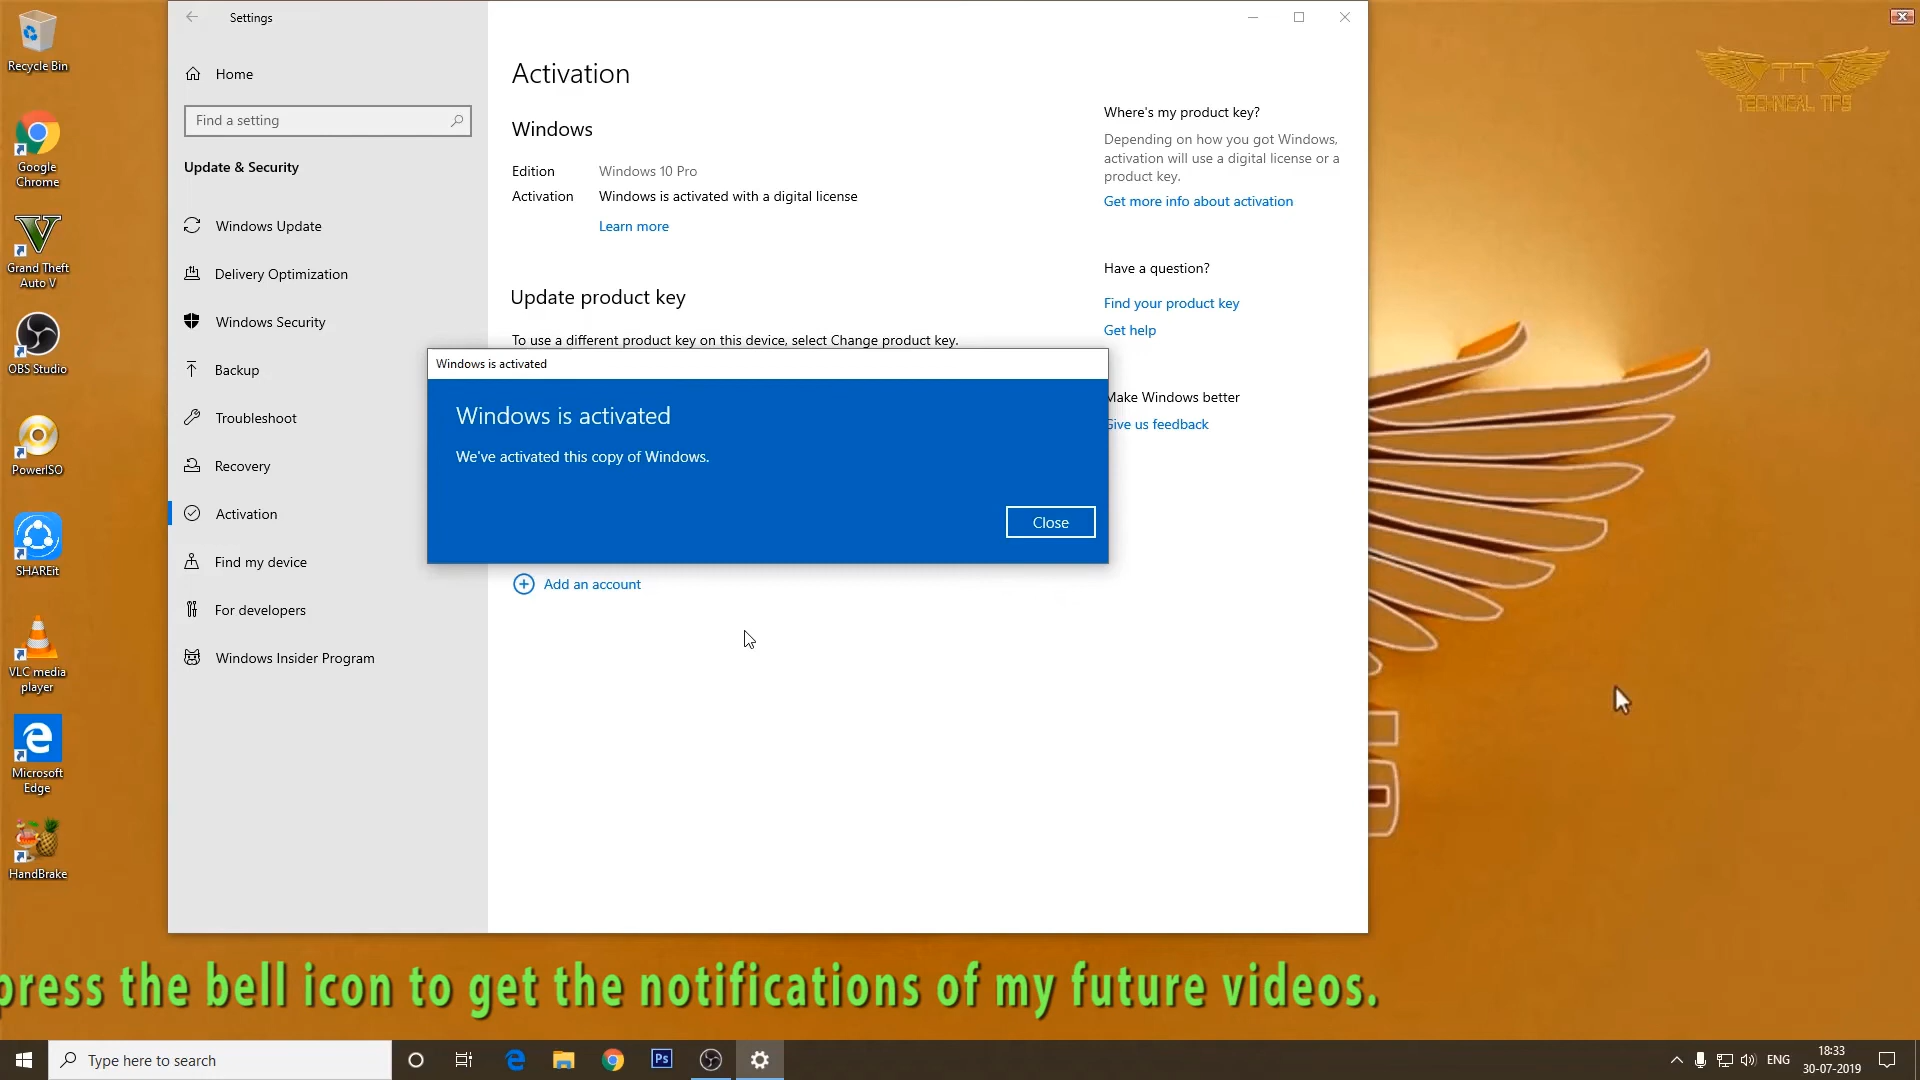 Settings
Recycle Bin
Google
Chrome
Grand Theft
Auto V
OBS Studio
PowerISO
SHAREit
VLC media
player
Microsoft
Edge
HandBrake
Home
Find a setting
Update & Security
Windows Update
Delivery Optimization
Windows Security
Backup
Troubleshoot
Recovery
Activation
Find my device
For developers
Windows Insider Program
Activation
Windows
Edition Windows 10 Pro
Activation Windows is activated with a digital license
Learn more
Update product key
To use a different product key on this device, select Change product key.
Windows is activated
Windows is activated
We've activated this copy of Windows.
Close
Add an account
Where's my product key?
Depending on how you got Windows,
activation will use a digital license or a
product key.
Get more info about activation
Have a question?
Find your product key
Get help
Make Windows better
Give us feedback
TT
TECHNICAL TIPS
press the bell icon to get the notifications of my future videos.
Type here to search
Ps
ENG
18:33
30-07-2019